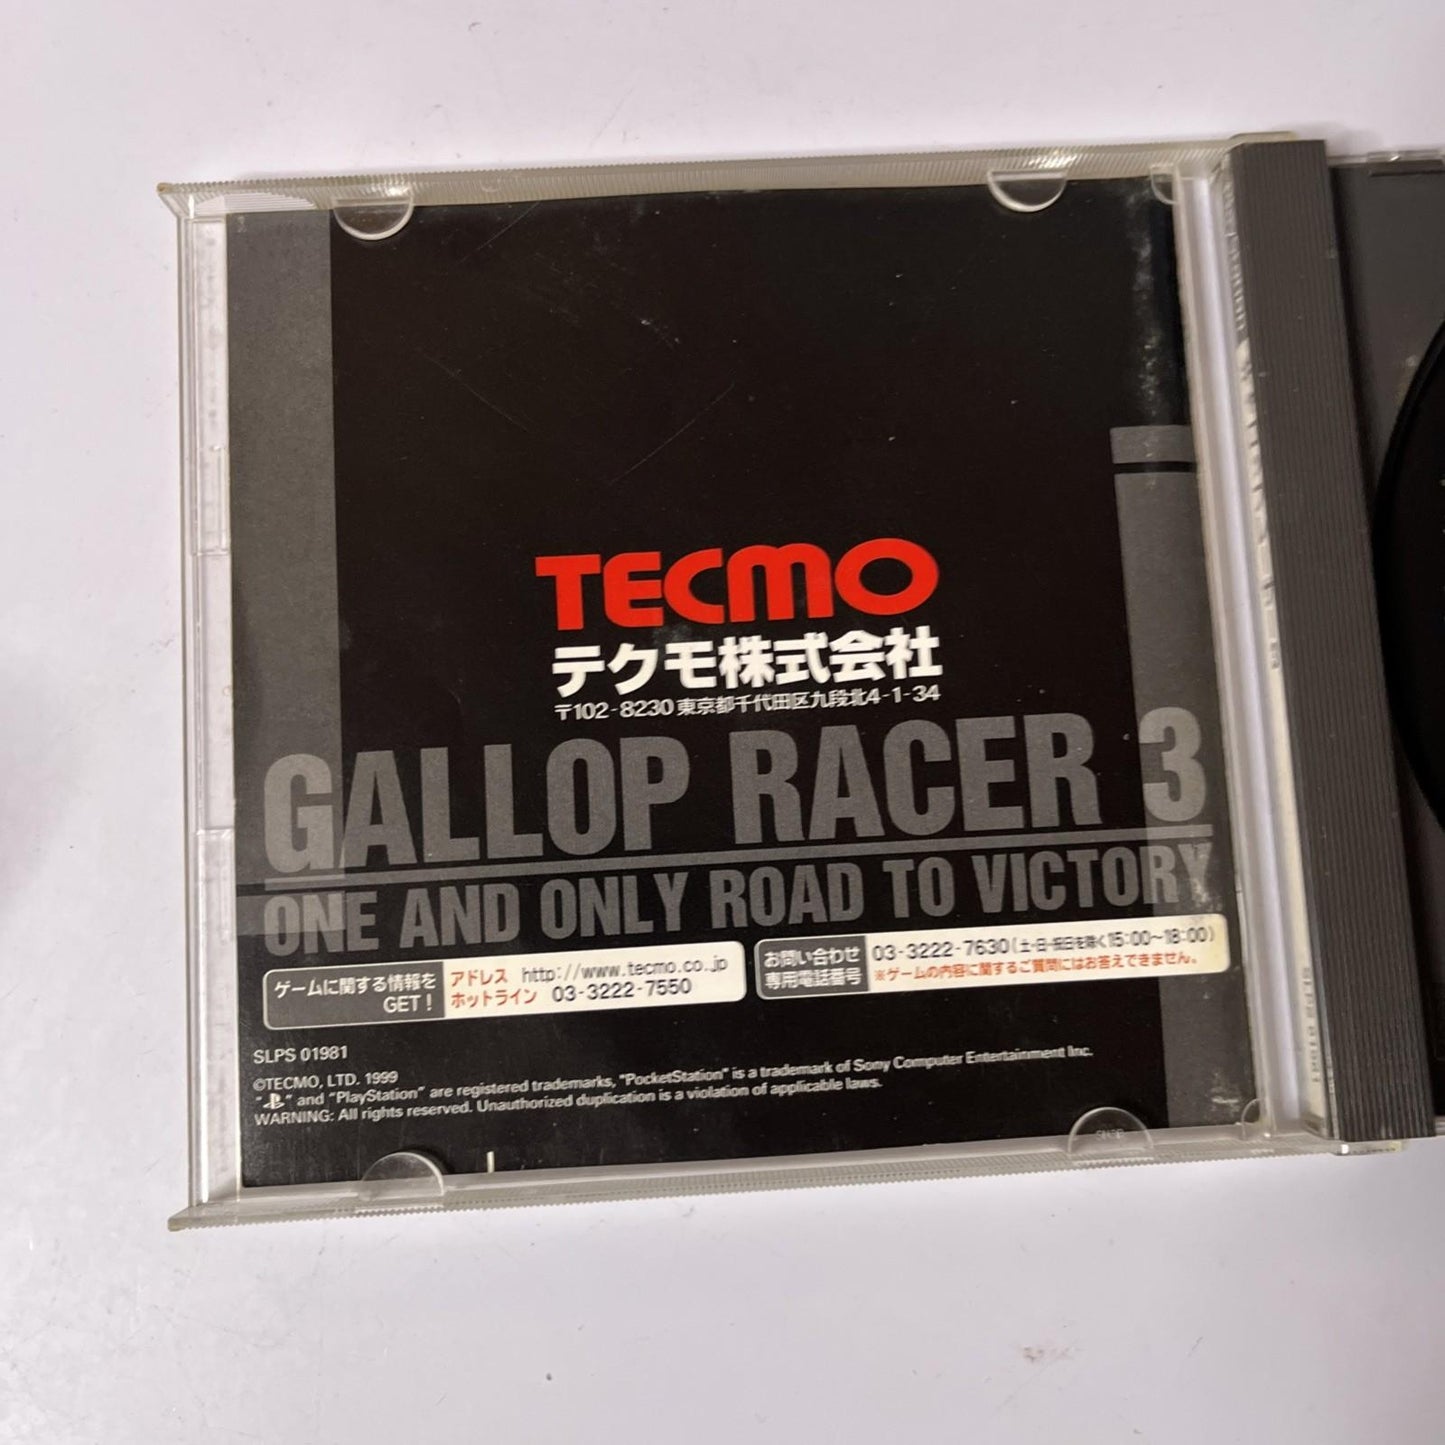 TECMO
テクモ株式会社
〒102-8230 東京都千代田区九段北4-1-34
GALLOP RACER 3
ONE AND ONLY ROAD TO VICTORY
ゲームに関する情報を
GET!
アドレス http://www.tecmo.co.jp
ホットライン 03-3222-7550
お問い合わせ
専用電話番号
03-3222-7630(土・日・祝日を除く15:00~18:00)
※ゲームの内容に関するご質問にはお答えできません。
SLPS 01981
©TECMO, LTD. 1999
" " and "PlayStation" are registered trademarks, "PocketStation" is a trademark of Sony Computer Entertainment Inc.
WARNING: All rights reserved. Unauthorized duplication is a violation of applicable laws.
SLPS 01981